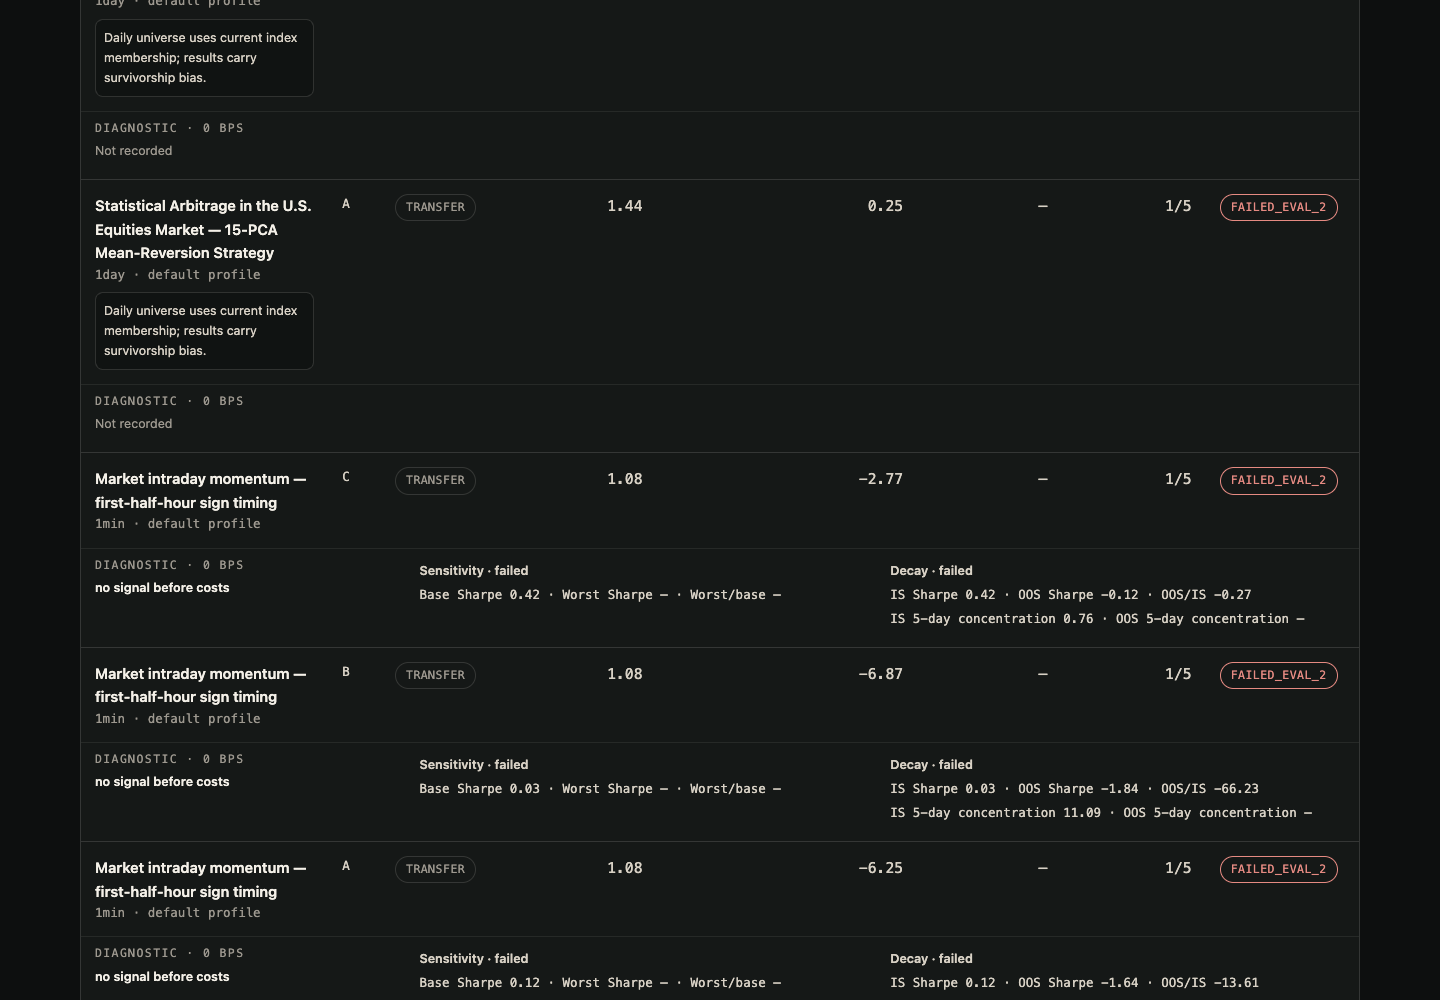 1day · default profile
Daily universe uses current index
membership; results carry
survivorship bias.
DIAGNOSTIC · 0 BPS
Not recorded
Statistical Arbitrage in the U.S. A TRANSFER 1.44 0.25 — 1/5 FAILED_EVAL_2
Equities Market — 15-PCA
Mean-Reversion Strategy
1day · default profile
Daily universe uses current index
membership; results carry
survivorship bias.
DIAGNOSTIC · 0 BPS
Not recorded
Market intraday momentum — C TRANSFER 1.08 −2.77 — 1/5 FAILED_EVAL_2
first-half-hour sign timing
1min · default profile
DIAGNOSTIC · 0 BPS
no signal before costs
Sensitivity · failed
Base Sharpe 0.42 · Worst Sharpe — · Worst/base —
Decay · failed
IS Sharpe 0.42 · OOS Sharpe −0.12 · OOS/IS −0.27
IS 5-day concentration 0.76 · OOS 5-day concentration —
Market intraday momentum — B TRANSFER 1.08 −6.87 — 1/5 FAILED_EVAL_2
first-half-hour sign timing
1min · default profile
DIAGNOSTIC · 0 BPS
no signal before costs
Sensitivity · failed
Base Sharpe 0.03 · Worst Sharpe — · Worst/base —
Decay · failed
IS Sharpe 0.03 · OOS Sharpe −1.84 · OOS/IS −66.23
IS 5-day concentration 11.09 · OOS 5-day concentration —
Market intraday momentum — A TRANSFER 1.08 −6.25 — 1/5 FAILED_EVAL_2
first-half-hour sign timing
1min · default profile
DIAGNOSTIC · 0 BPS
no signal before costs
Sensitivity · failed
Base Sharpe 0.12 · Worst Sharpe — · Worst/base —
Decay · failed
IS Sharpe 0.12 · OOS Sharpe −1.64 · OOS/IS −13.61